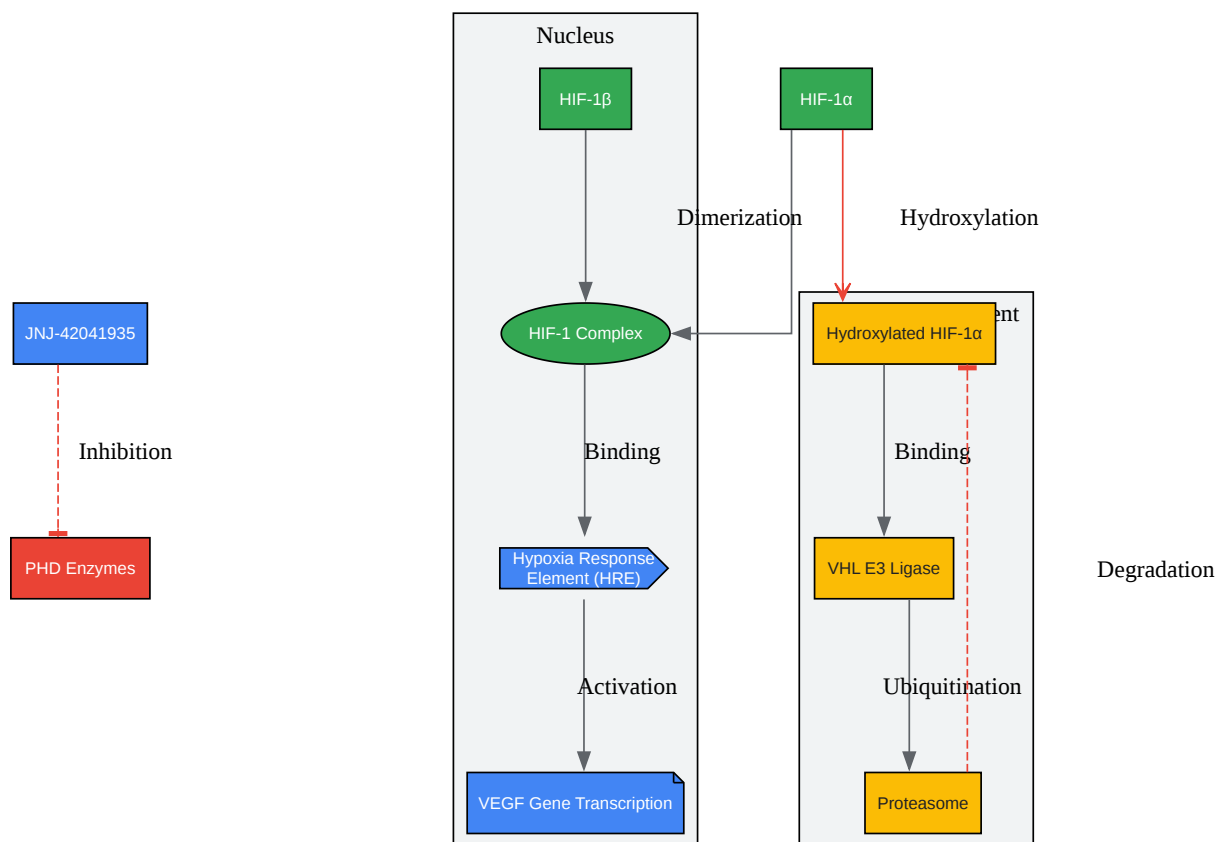 Nucleus
HIF-1β
HIF-1α
Dimerization
Hydroxylation
JNJ-42041935
HIF-1 Complex
Hydroxylated HIF-1α
Inhibition
Binding
Binding
PHD Enzymes
Hypoxia Response
Element (HRE)
VHL E3 Ligase
Degradation
Activation
Ubiquitination
VEGF Gene Transcription
Proteasome